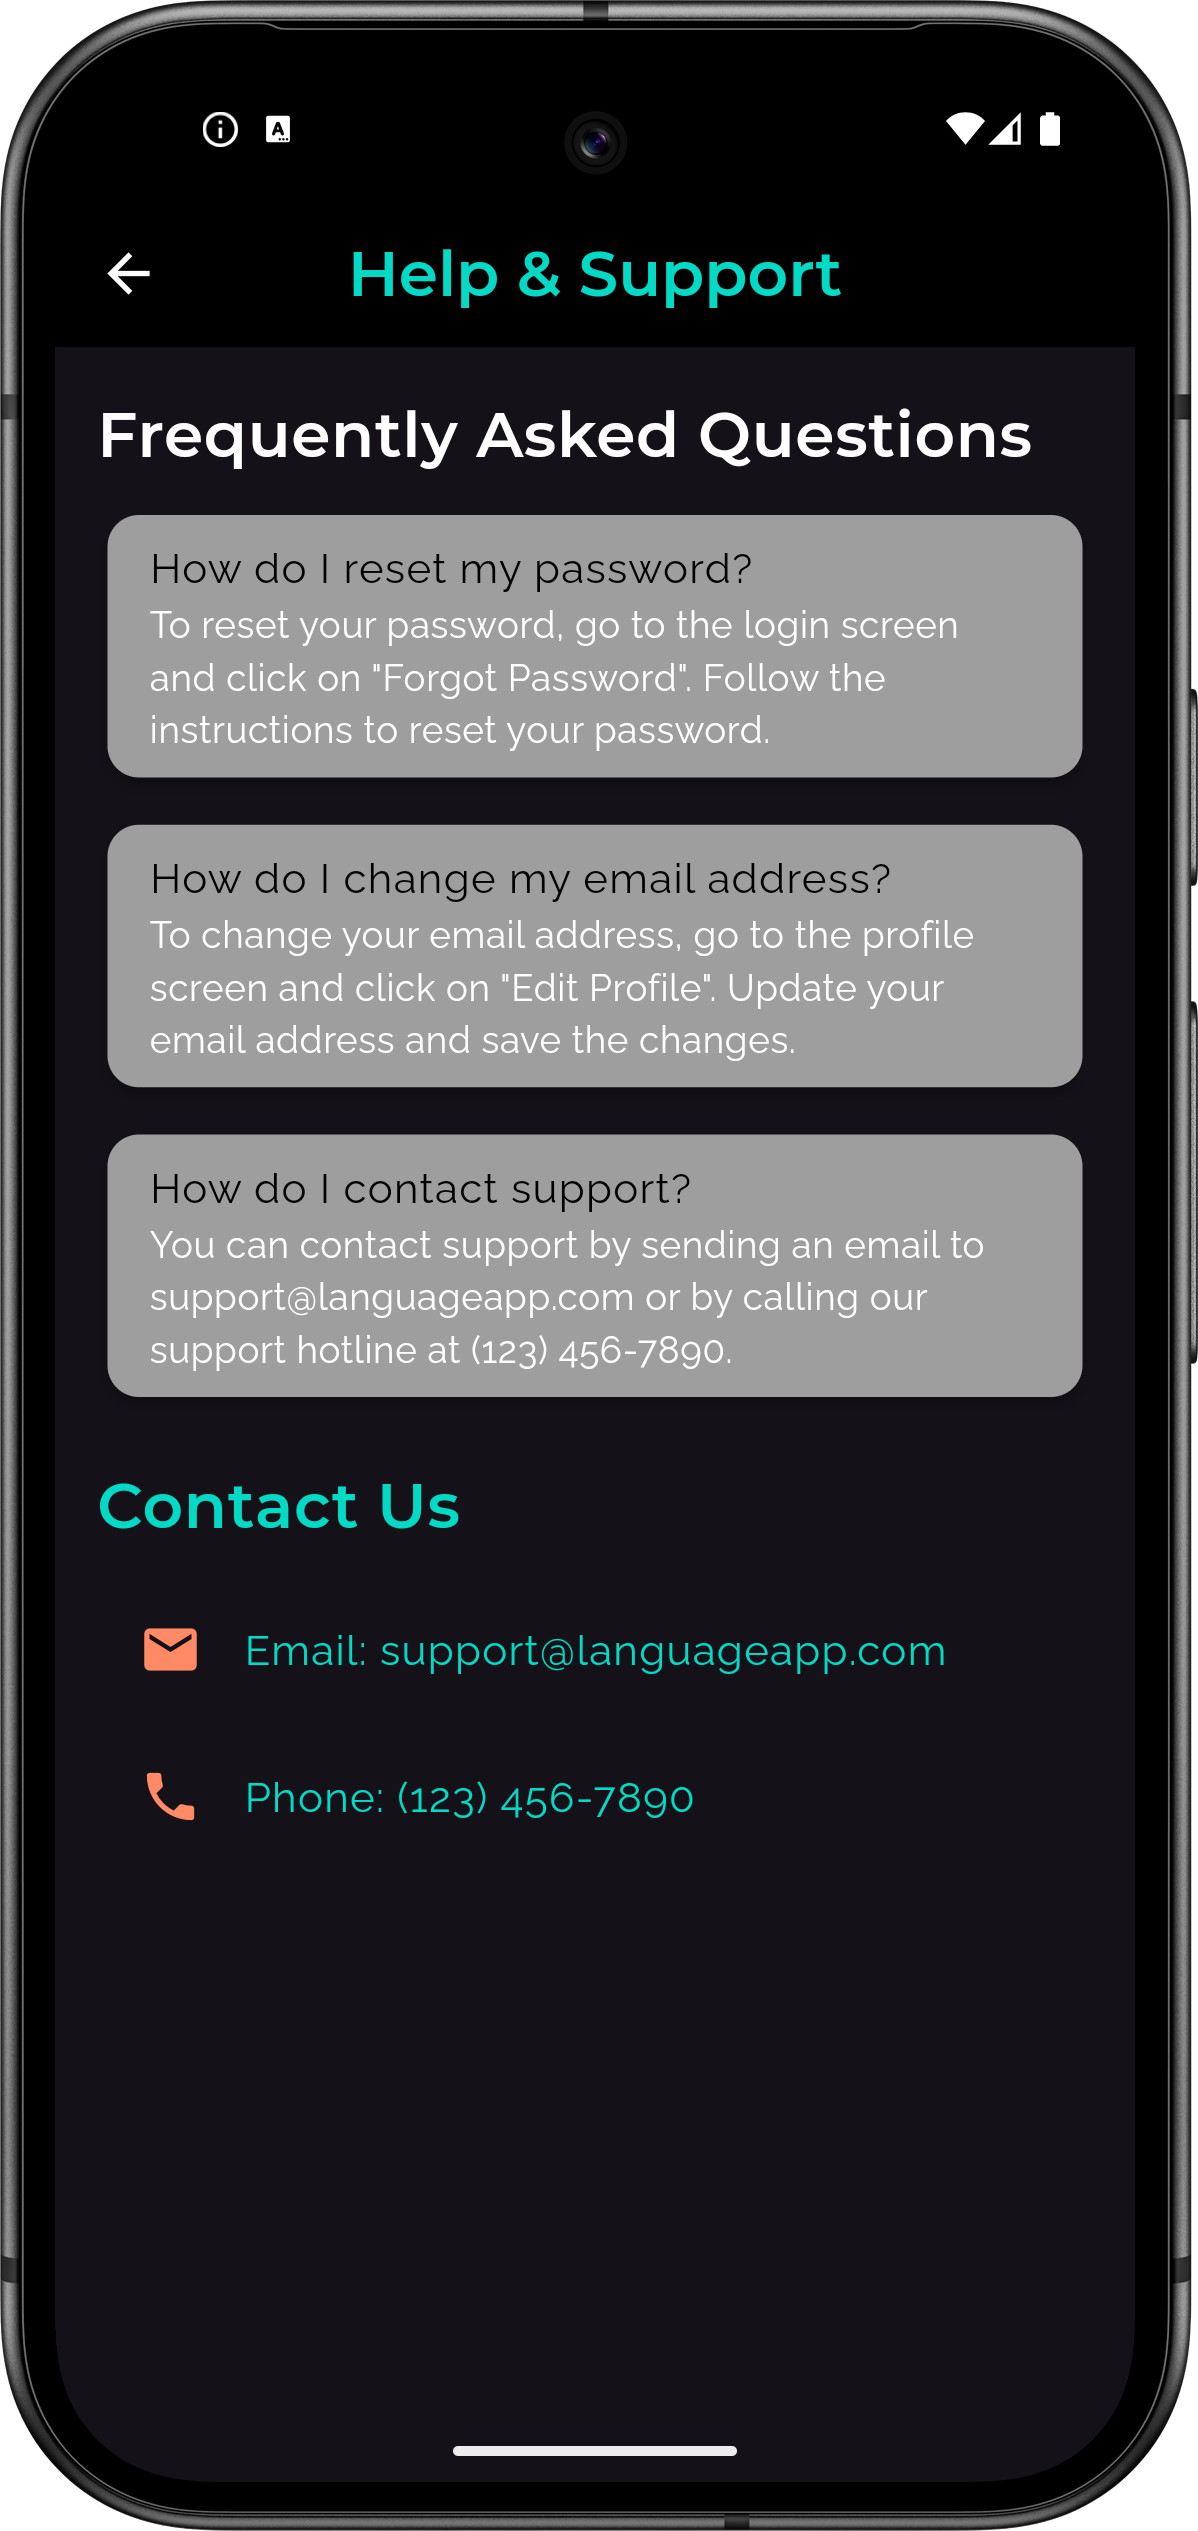 Help & Support
Frequently Asked Questions
How do I reset my password?
To reset your password, go to the login screen
and click on "Forgot Password". Follow the
instructions to reset your password.
How do I change my email address?
To change your email address, go to the profile
screen and click on "Edit Profile". Update your
email address and save the changes.
How do I contact support?
You can contact support by sending an email to
support@languageapp.com or by calling our
support hotline at (123) 456-7890.
Contact Us
Email: support@languageapp.com
Phone: (123) 456-7890